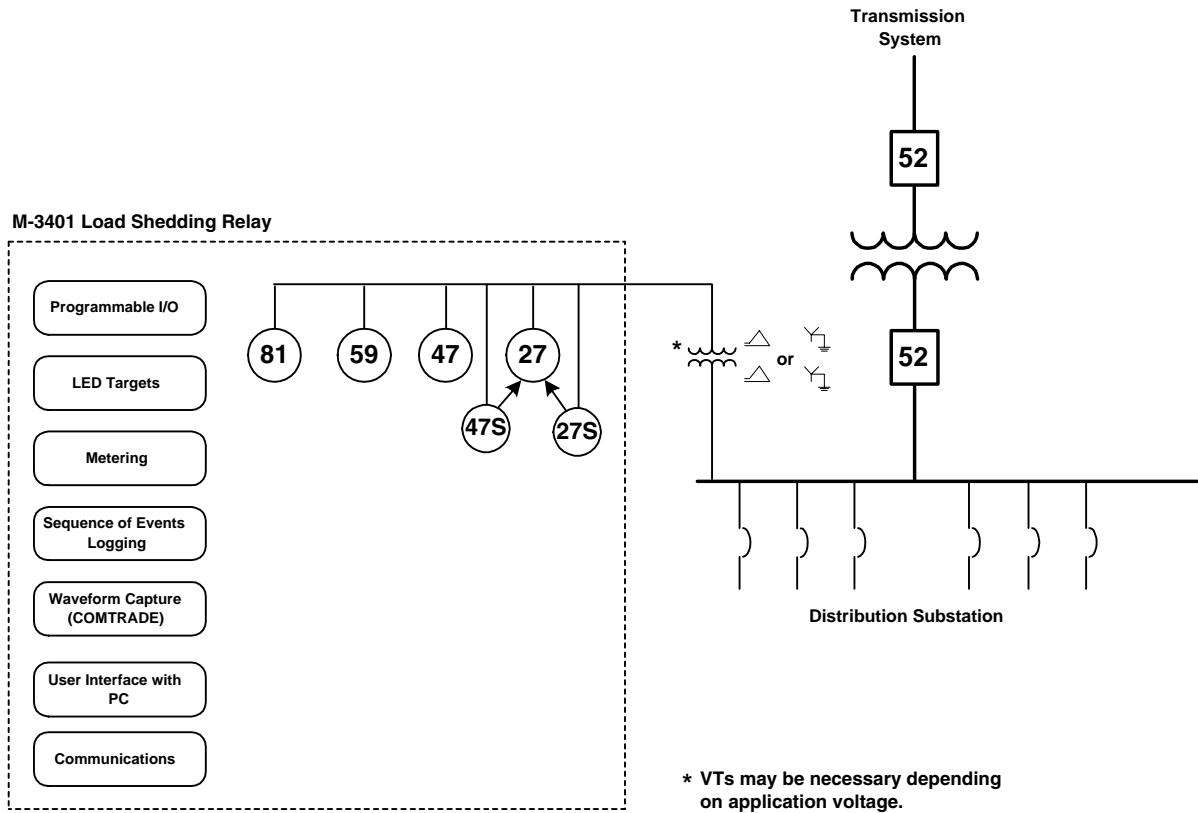 Transmission
System
52
M-3401 Load Shedding Relay
Programmable I/O
81
59
47
27
*
or
52
LED Targets
47S
27S
Metering
Sequence of Events
Logging
Waveform Capture
(COMTRADE)
Distribution Substation
User Interface with
PC
Communications
* VTs may be necessary depending
on application voltage.